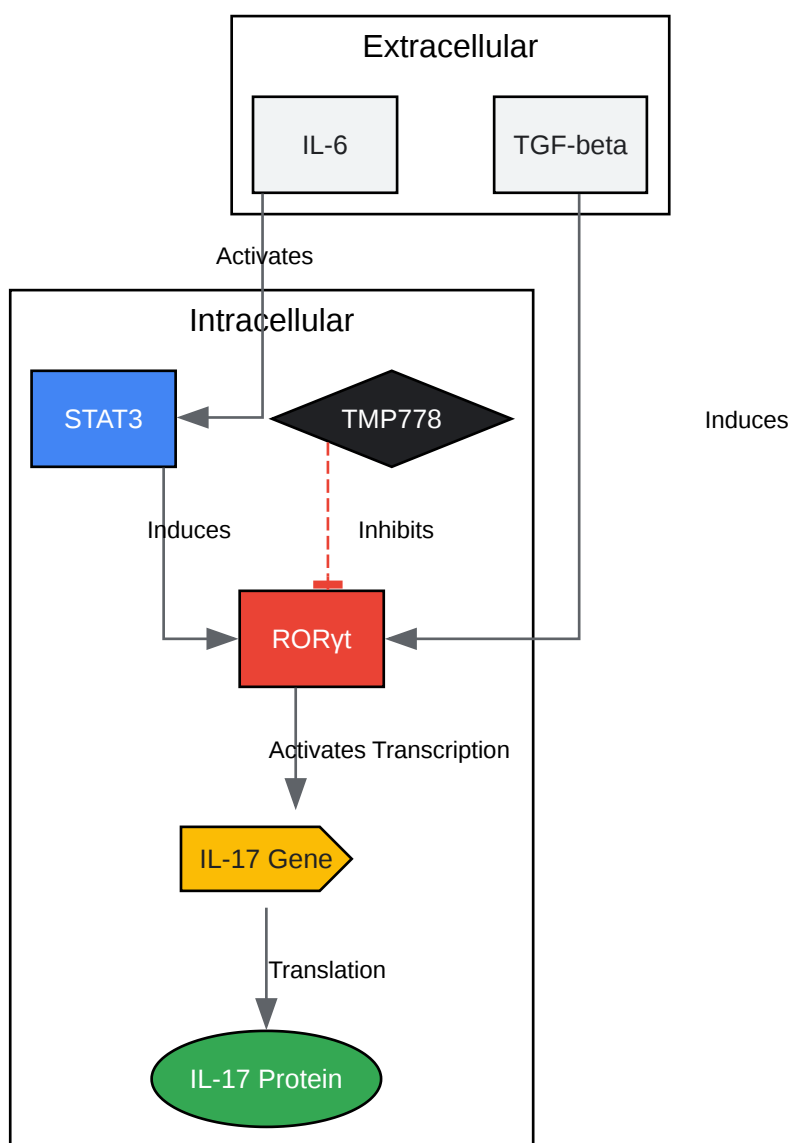 Extracellular
IL-6
TGF-beta
Activates
Intracellular
STAT3
TMP778
Induces
Induces
Inhibits
RORγt
Activates Transcription
IL-17 Gene
Translation
IL-17 Protein